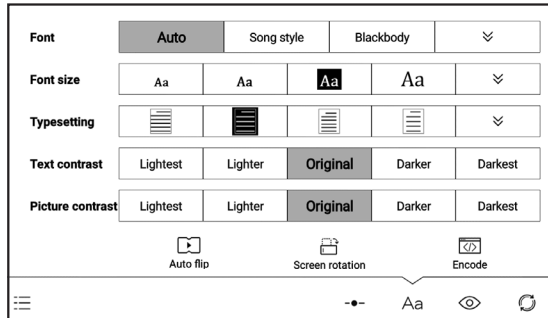 Font Auto Song style Blackbody
Font size Aa Aa Aa Aa
Typesetting
Text contrast Lightest Lighter Original Darker Darkest
Picture contrast Lightest Lighter Original Darker Darkest
Auto flip Screen rotation Encode
Aa